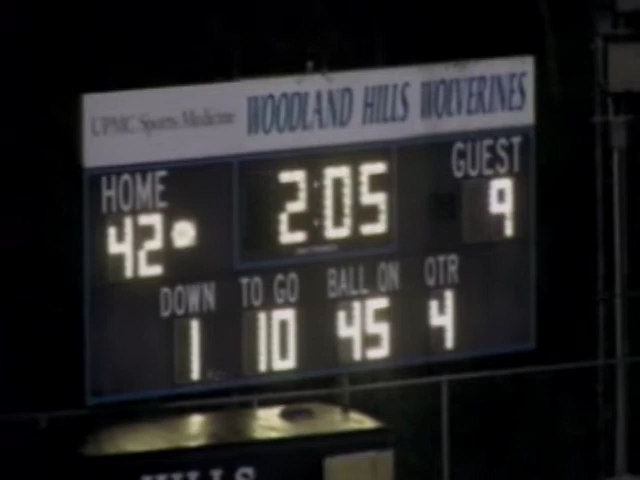 UPMC Sports Medicine WOODLAND HILLS WOLVERINES
HOME 2:05 GUEST
42 9
DOWN TO GO BALL ON QTR
1 10 45 4
HILLS